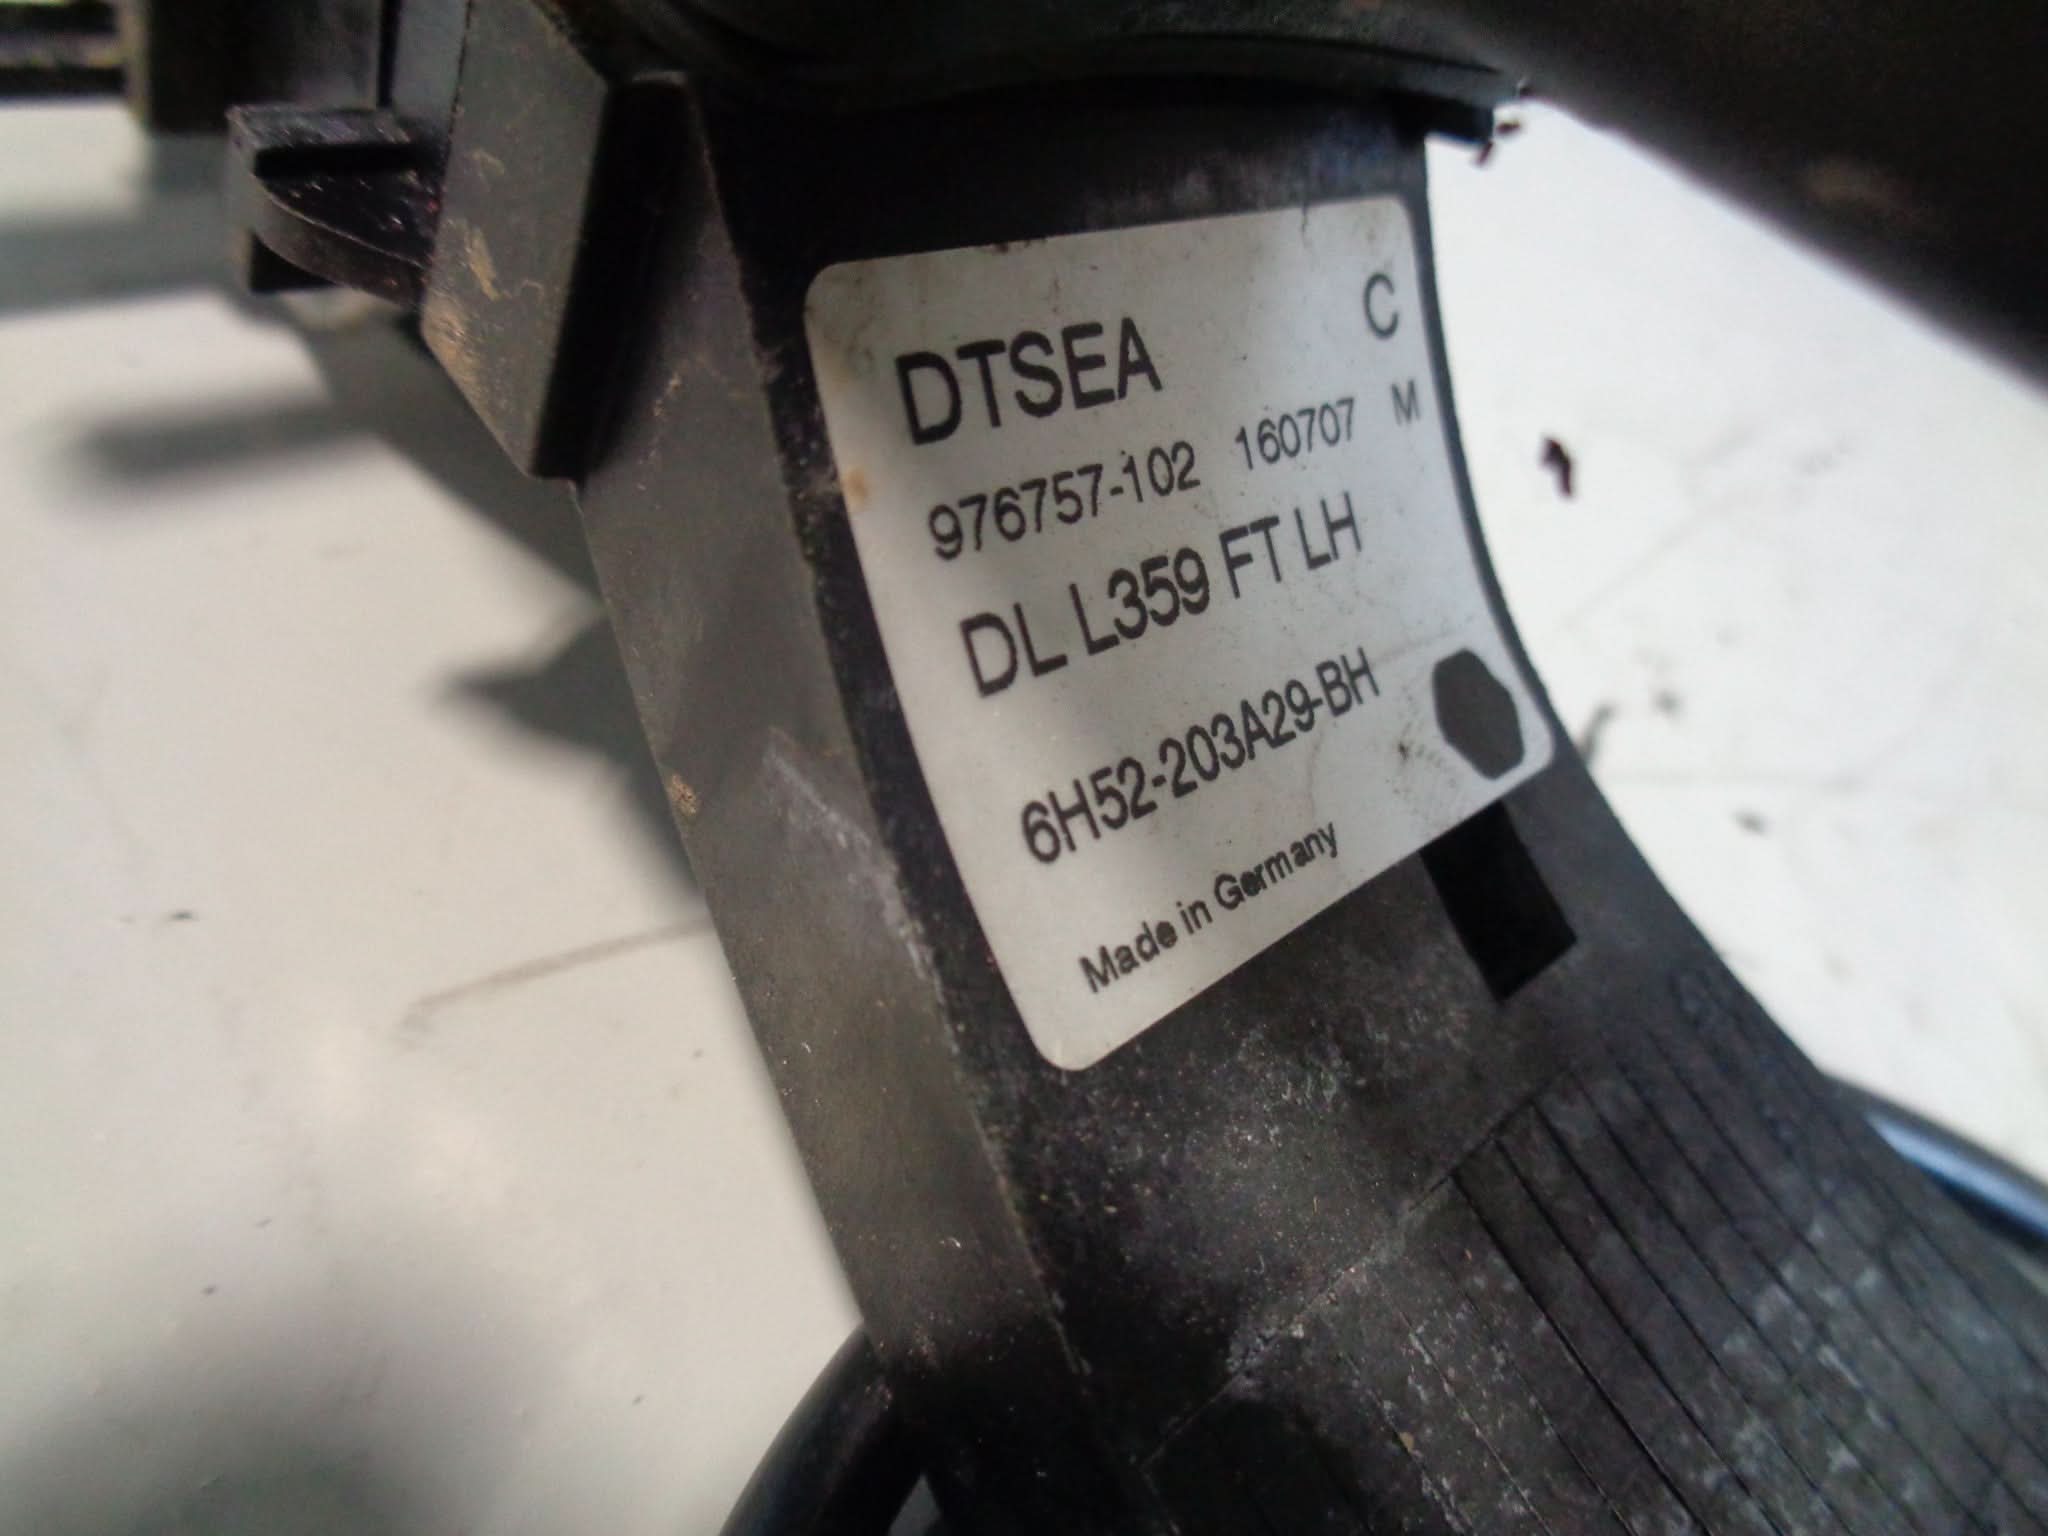 DTSEA C
976757-102 160707 M
DL L359 FT LH
6H52-203A29-BH
Made in Germany